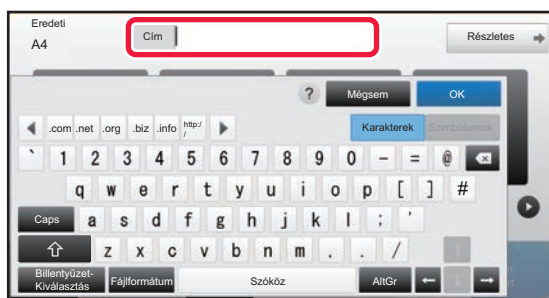 Eredeti
A4
Cím
Részletes
?
Mégsem
OK
.com .net .org .biz .info http:/
/
Karakterek
Szimbólumok
` 1 2 3 4 5 6 7 8 9 0 - = @
q w e r t y u i o p [ ] #
Caps a s d f g h j k l ; '
z x c v b n m . . /
Billentyűzet-
Kiválasztás
Fájlformátum
Szóköz
AltGr